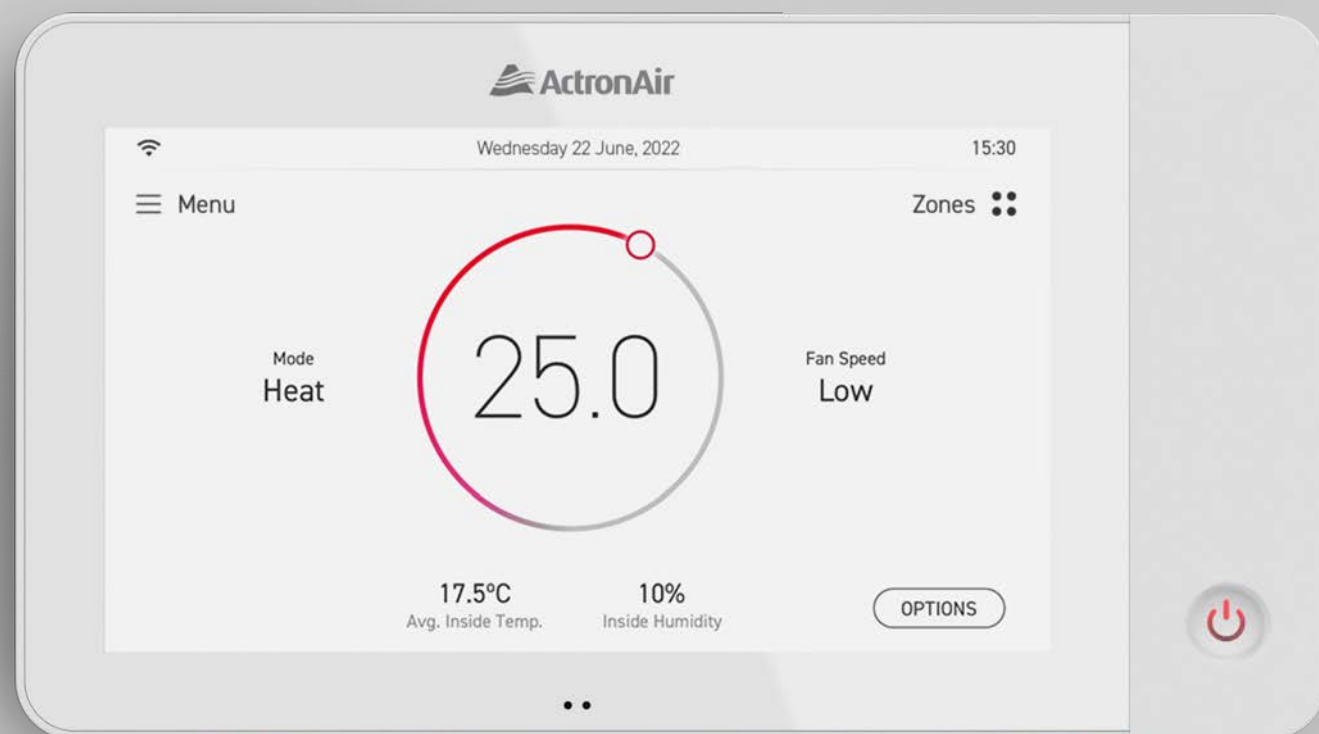 ActronAir
Wednesday 22 June, 2022
15:30
Menu
Zones
Mode
Heat
25.0
Fan Speed
Low
17.5ºC
Avg. Inside Temp.
10%
Inside Humidity
OPTIONS